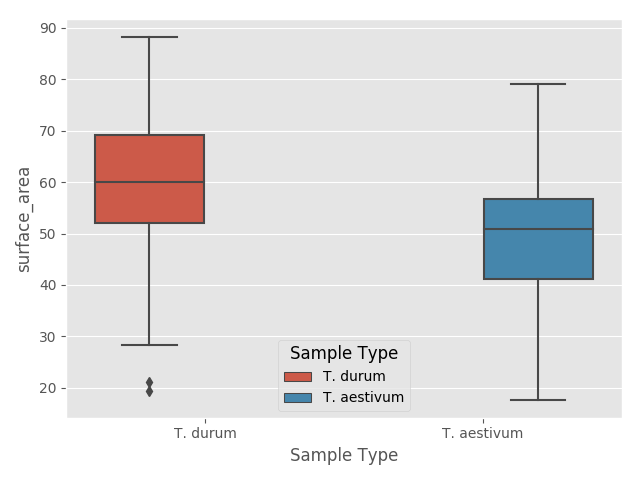 90
80
70
60
50
40
30
20
surface_area
Sample Type
T. durum
T. aestivum
T. durum
T. aestivum
Sample Type